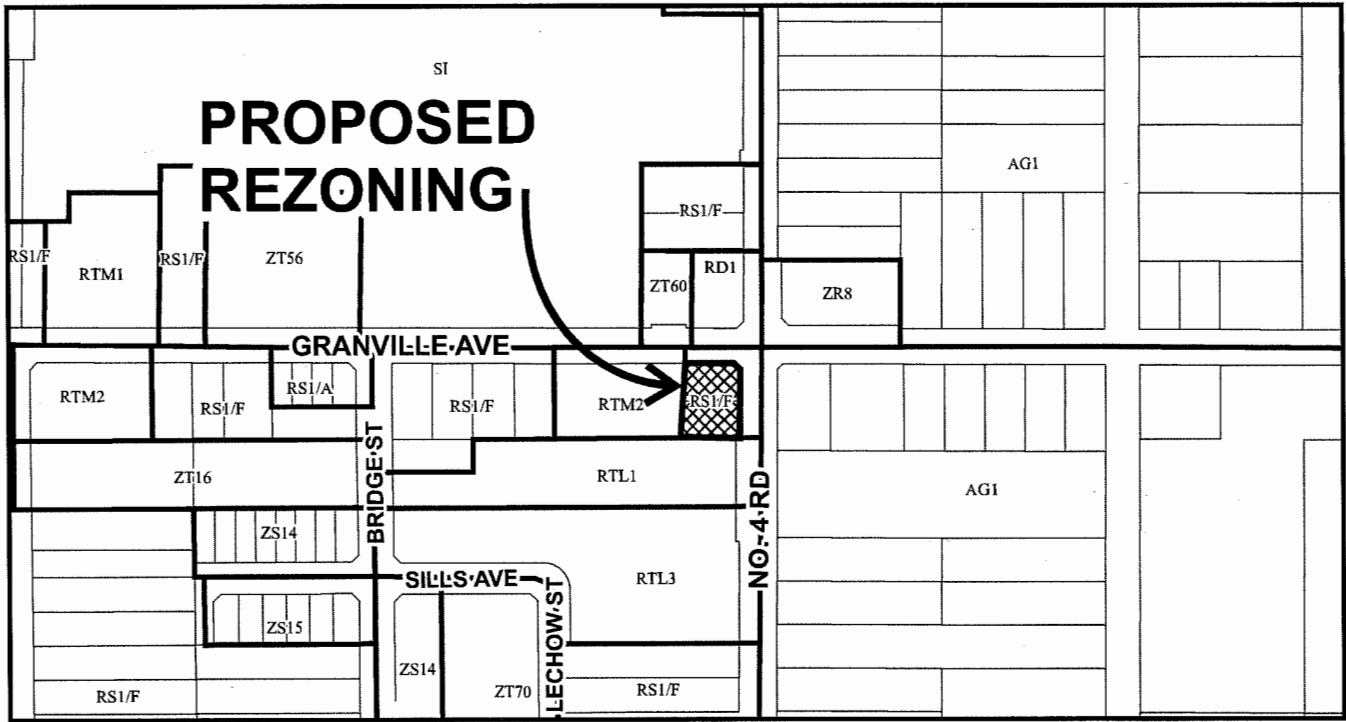 SI
PROPOSED
REZONING
AG1
RS1/F
RS1/F
RTM1
RS1/F
ZT56
ZT60
RD1
ZR8
GRANVILLE AVE
RTM2
RS1/F
RS1/A
RS1/F
RTM2
RS1/F
ZT16
BRIDGE ST
RTL1
NO. 4 RD
AG1
ZS14
SILLS AVE
RTL3
ZS15
LECHOW ST
ZS14
RS1/F
ZT70
RS1/F